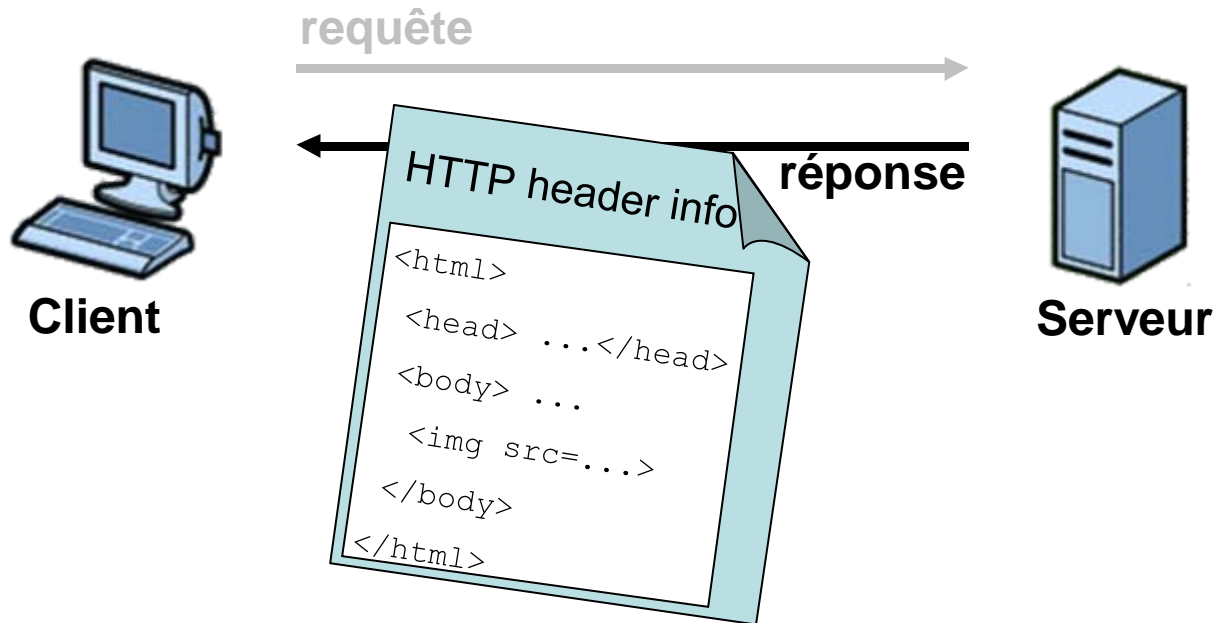 requête
réponse
HTTP header info
<html>
<head> ...</head>
<body> ...
<img src=...>
</body>
</html>
Client
Serveur